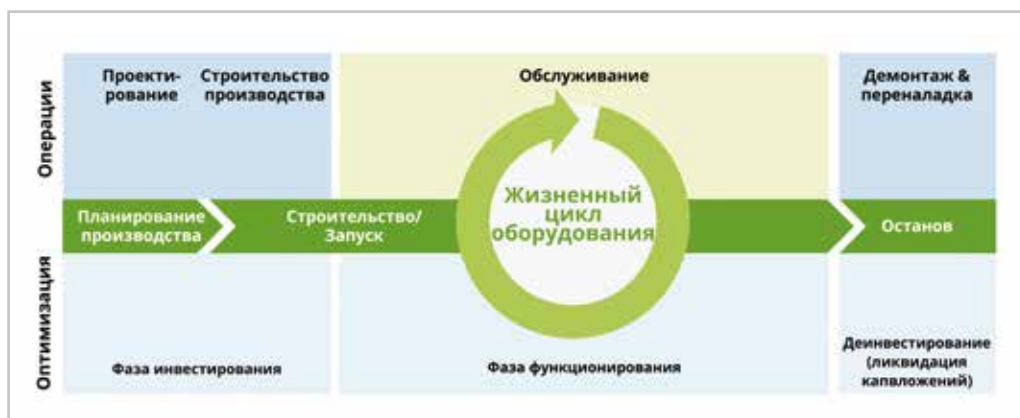 Операции
Проекти-
рование
Строительство
производства
Обслуживание
Демонтаж &
переналадка
Планирование
производства
Строительство/
Запуск
Жизненный
цикл
оборудования
Останов
Оптимизация
Фаза инвестирования
Фаза функционирования
Деинвестирование
(ликвидация
капвложений)